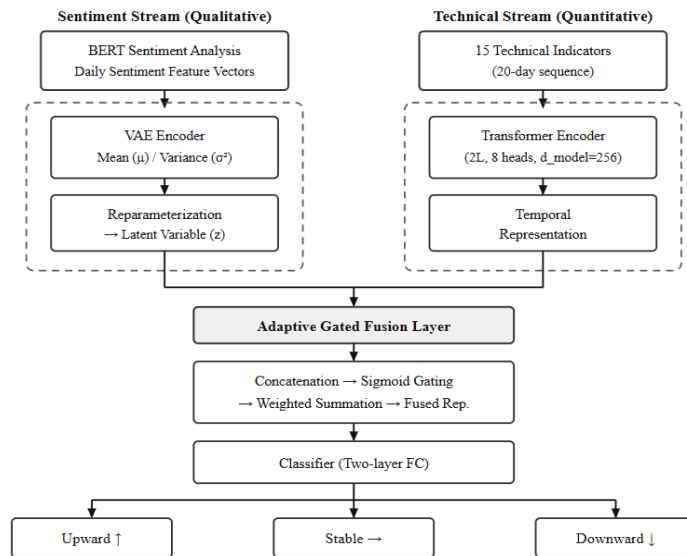 Sentiment Stream (Qualitative)
Technical Stream (Quantitative)
BERT Sentiment Analysis
Daily Sentiment Feature Vectors
15 Technical Indicators
(20-day sequence)
VAE Encoder
Mean (μ) / Variance (σ²)
Transformer Encoder
(2L, 8 heads, d_model=256)
Reparameterization
→ Latent Variable (z)
Temporal
Representation
Adaptive Gated Fusion Layer
Concatenation → Sigmoid Gating
→ Weighted Summation → Fused Rep.
Classifier (Two-layer FC)
Upward ↑
Stable →
Downward ↓